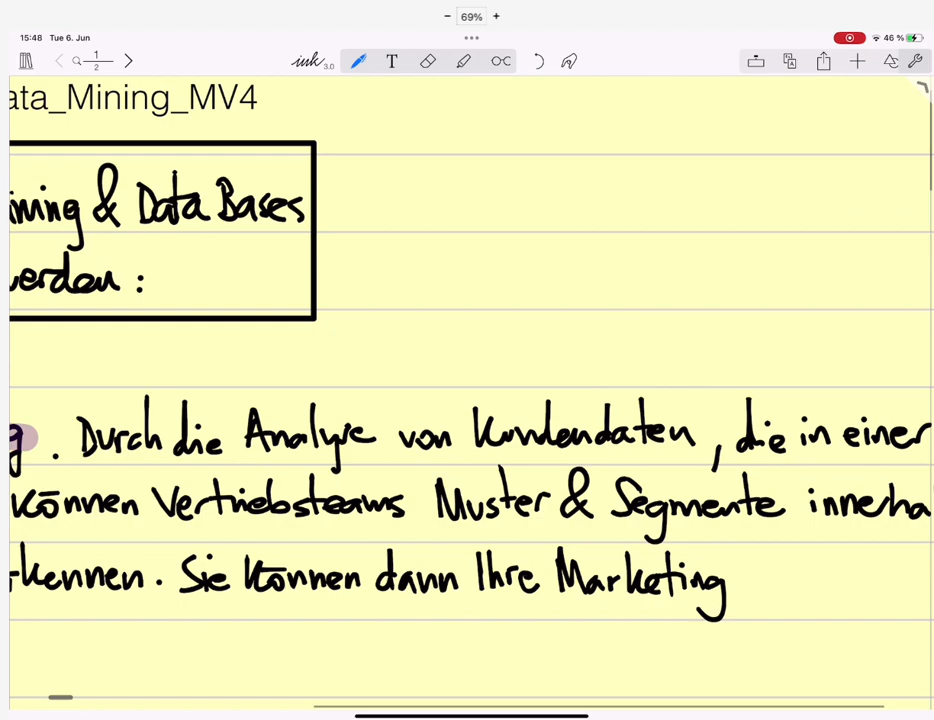 69%
15:48 Tue 6. Jun
46 %
1
2
ink 3.0
T
ata_Mining_MV4
ining & Data Bases
werden :
g . Durch die Analyse von Kundendaten , die in einer
können Vertriebsteams Muster & Segmente innerha
kennen . Sie können dann Ihre Marketing